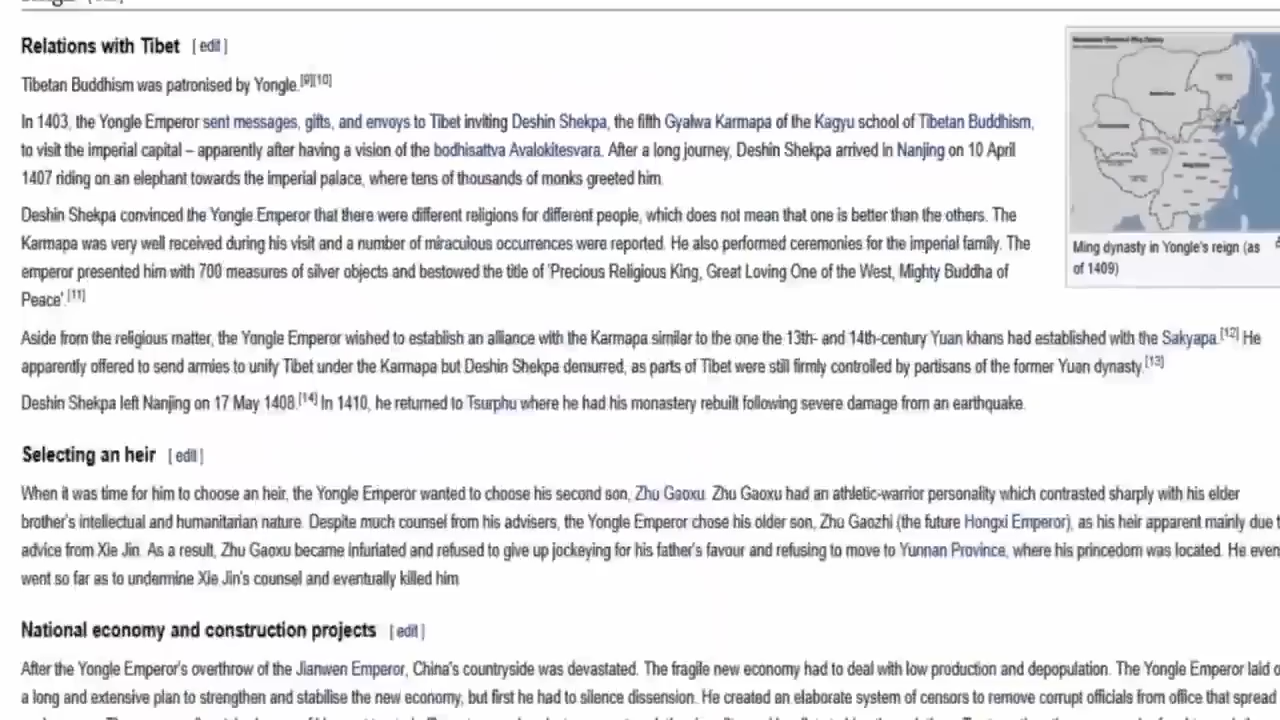 Relations with Tibet [ edit ]
Tibetan Buddhism was patronised by Yongle.[9][10]
In 1403, the Yongle Emperor sent messages, gifts, and envoys to Tibet inviting Deshin Shekpa, the fifth Gyalwa Karmapa of the Kagyu school of Tibetan Buddhism,
to visit the imperial capital – apparently after having a vision of the bodhisattva Avalokitesvara. After a long journey, Deshin Shekpa arrived in Nanjing on 10 April
1407 riding on an elephant towards the imperial palace, where tens of thousands of monks greeted him.
Deshin Shekpa convinced the Yongle Emperor that there were different religions for different people, which does not mean that one is better than the others. The
Karmapa was very well received during his visit and a number of miraculous occurrences were reported. He also performed ceremonies for the imperial family. The
emperor presented him with 700 measures of silver objects and bestowed the title of 'Precious Religious King, Great Loving One of the West, Mighty Buddha of
Peace'.[11]
Ming dynasty in Yongle's reign (as
of 1409)
Aside from the religious matter, the Yongle Emperor wished to establish an alliance with the Karmapa similar to the one the 13th- and 14th-century Yuan khans had established with the Sakyapa.[12] He
apparently offered to send armies to unify Tibet under the Karmapa but Deshin Shekpa demurred, as parts of Tibet were still firmly controlled by partisans of the former Yuan dynasty.[13]
Deshin Shekpa left Nanjing on 17 May 1408.[14] In 1410, he returned to Tsurphu where he had his monastery rebuilt following severe damage from an earthquake.
Selecting an heir [ edit ]
When it was time for him to choose an heir, the Yongle Emperor wanted to choose his second son, Zhu Gaoxu. Zhu Gaoxu had an athletic-warrior personality which contrasted sharply with his elder
brother's intellectual and humanitarian nature. Despite much counsel from his advisers, the Yongle Emperor chose his older son, Zhu Gaozhi (the future Hongxi Emperor), as his heir apparent mainly due t
advice from Xie Jin. As a result, Zhu Gaoxu became infuriated and refused to give up jockeying for his father's favour and refusing to move to Yunnan Province, where his princedom was located. He even
went so far as to undermine Xie Jin's counsel and eventually killed him.
National economy and construction projects [ edit ]
After the Yongle Emperor's overthrow of the Jianwen Emperor, China's countryside was devastated. The fragile new economy had to deal with low production and depopulation. The Yongle Emperor laid o
a long and extensive plan to strengthen and stabilise the new economy, but first he had to silence dissension. He created an elaborate system of censors to remove corrupt officials from office that spread